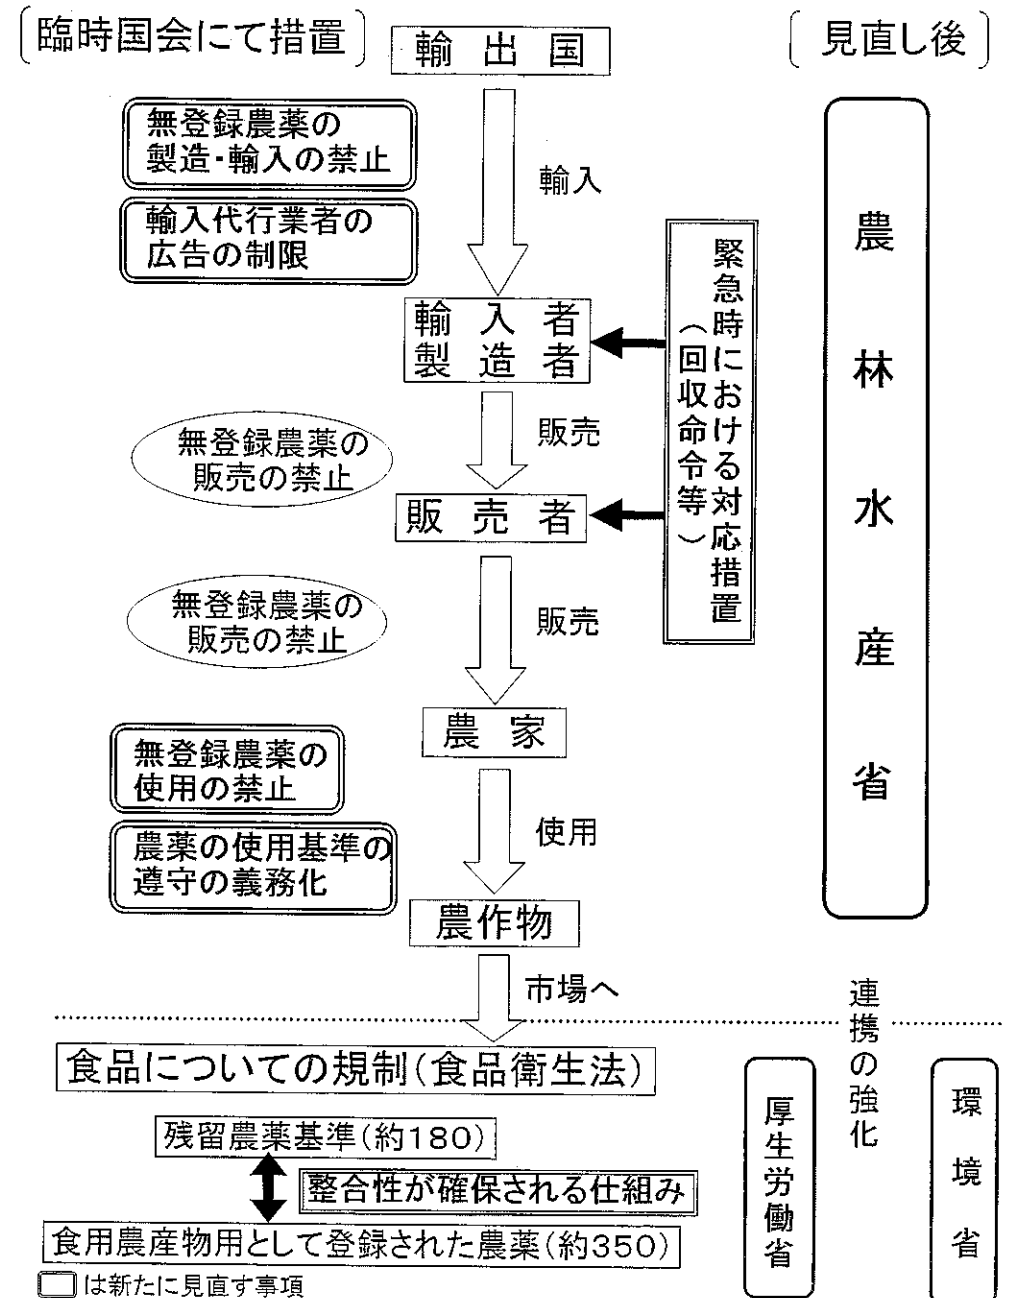 〔臨時国会にて措置〕
輸出国
〔見直し後〕
無登録農薬の
製造・輸入の禁止
輸入
輸入代行業者の
広告の制限
農林水産省
緊急時における対応措置
(回収命令等)
輸入者
製造者
販売
無登録農薬の
販売の禁止
販売者
無登録農薬の
販売の禁止
販売
農家
無登録農薬の
使用の禁止
使用
農薬の使用基準の
遵守の義務化
農作物
市場へ
連携の強化
食品についての規制(食品衛生法)
厚生労働省
環境省
残留農薬基準(約180)
整合性が確保される仕組み
食用農産物用として登録された農薬(約350)
は新たに見直す事項